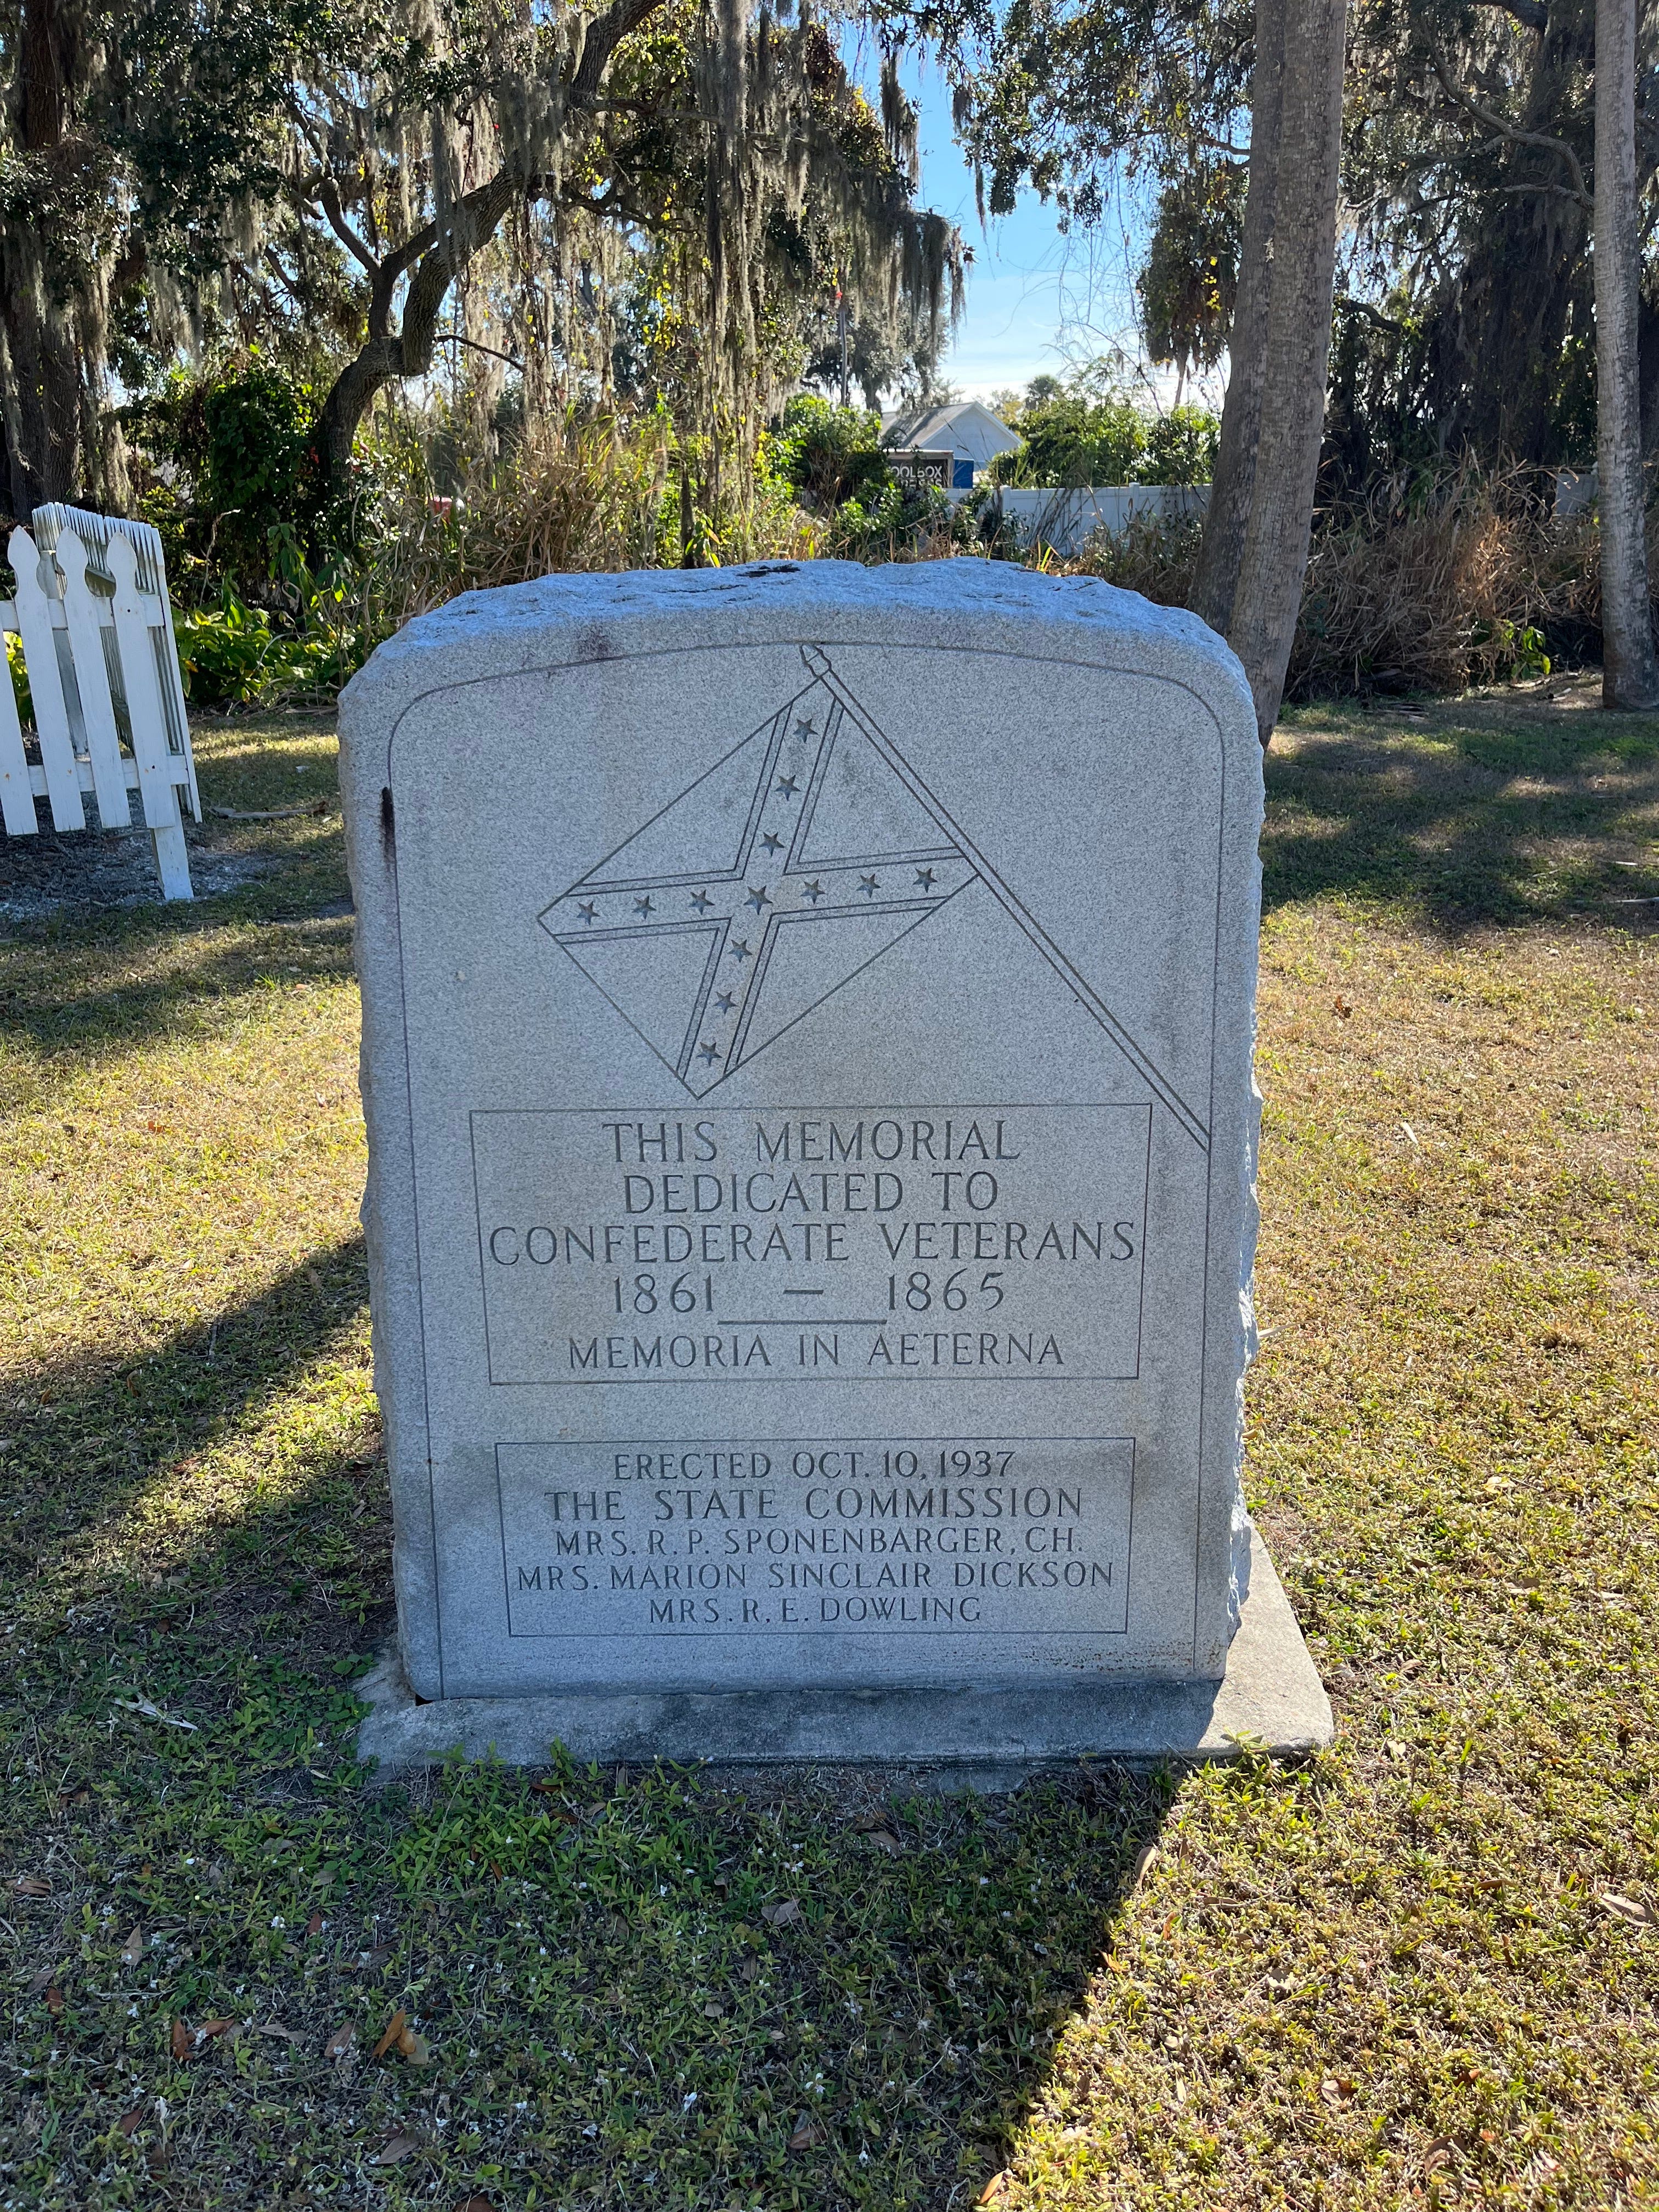 THIS MEMORIAL
DEDICATED TO
CONFEDERATE VETERANS
1861 — 1865
MEMORIA IN AETERNA
ERECTED OCT. 10, 1937
THE STATE COMMISSION
MRS. R. P. SPONENBARGER, CH.
MRS. MARION SINCLAIR DICKSON
MRS. R. E. DOWLING